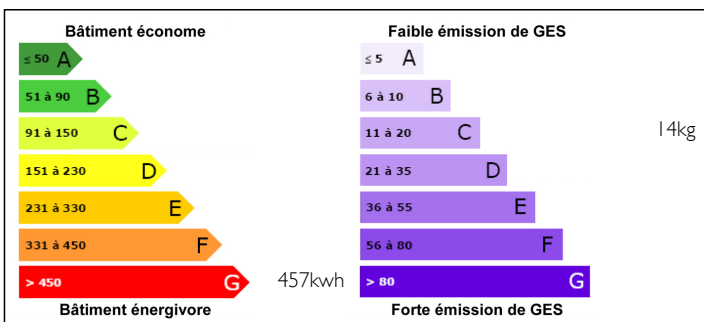 Bâtiment économe
≤ 50 A
51 à 90 B
91 à 150 C
151 à 230 D
231 à 330 E
331 à 450 F
> 450 G 457kwh
Bâtiment énergivore
Faible émission de GES
≤ 5 A
6 à 10 B
11 à 20 C 14kg
21 à 35 D
36 à 55 E
56 à 80 F
> 80 G
Forte émission de GES